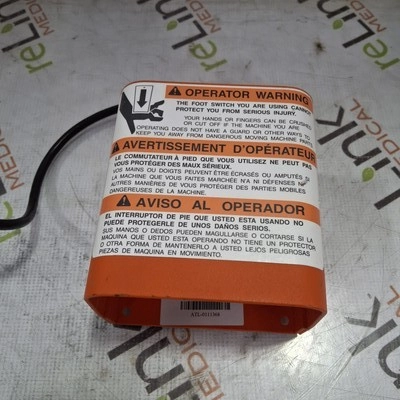 OPERATOR WARNING
THE FOOT SWITCH YOU ARE USING CANNOT
PROTECT YOU FROM SERIOUS INJURY.
YOUR HANDS OR FINGERS CAN BE CRUSHED
OR CUT OFF IF THE MACHINE YOU ARE
OPERATING DOES NOT HAVE A GUARD OR OTHER WAYS TO
KEEP YOU AWAY FROM DANGEROUS MOVING MACHINE PARTS.
AVERTISSEMENT D'OPÉRATEUR
LE COMMUTATEUR À PIED QUE VOUS UTILISEZ NE PEUT PAS
VOUS PROTÉGER DES MAUX SÉRIEUX.
VOS MAINS OU DOIGTS PEUVENT ÊTRE ÉCRASÉS OU AMPUTÉS SI
LA MACHINE QUE VOUS FAITES MARCHÉE N'A NI DÉFENSES NI
AUTRES MANIÈRES DE VOUS PROTÉGER DES PARTIES MOBILES
DANGEREUSES DE LA MACHINE.
AVISO AL OPERADOR
EL INTERRUPTOR DE PIE QUE USTED ESTA USANDO NO
PUEDE PROTEGERLE DE UNOS DAÑOS SERIOS.
SUS MANOS O DEDOS PUEDEN MAGULLARSE O CORTARSE SI LA
MAQUINA QUE USTED ESTA OPERANDO NO TIENE UN PROTECTOR
O OTRA FORMA DE MANTENERLO A USTED LEJOS PELIGROSAS
PIEZAS DE MAQUINA EN MOVIMIENTO.
ATL-0111368
reLink
MEDICAL